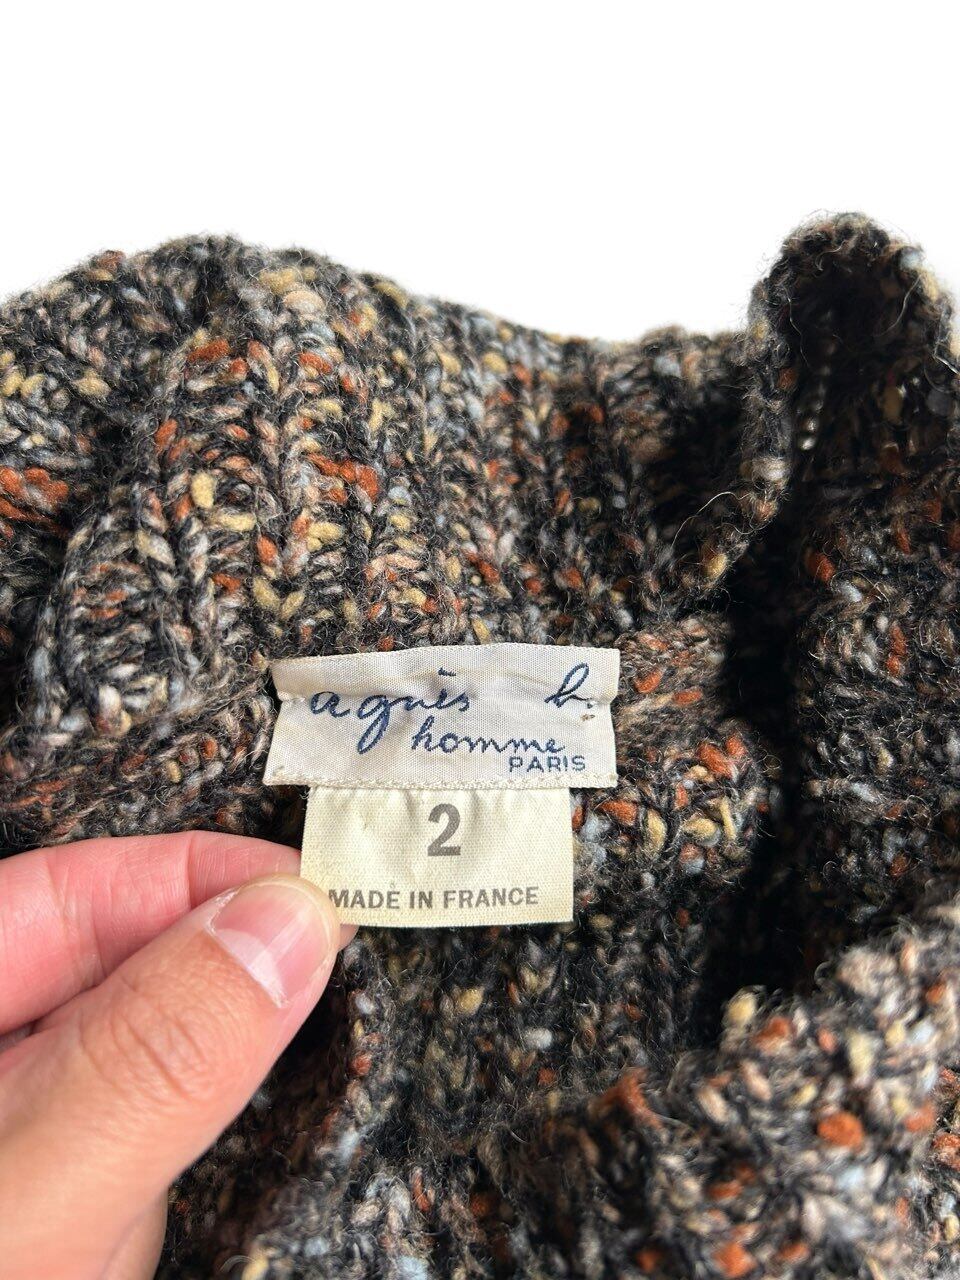 agnès b.
homme
PARIS
2
MADE IN FRANCE